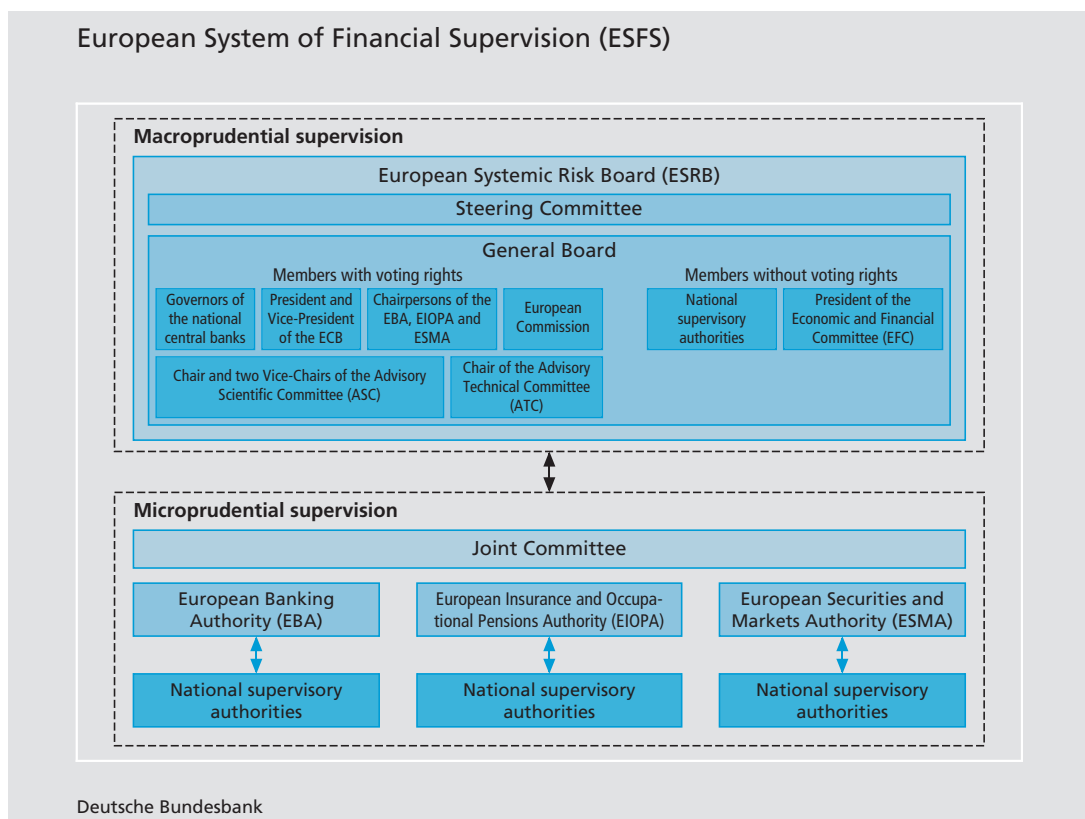 European System of Financial Supervision (ESFS)
Macroprudential supervision
European Systemic Risk Board (ESRB)
Steering Committee
General Board
Members with voting rights
Governors of
the national
central banks
President and
Vice-President
of the ECB
Chairpersons of the
EBA, EIOPA and
ESMA
European
Commission
Chair and two Vice-Chairs of the Advisory
Scientific Committee (ASC)
Chair of the Advisory
Technical Committee
(ATC)
Members without voting rights
National
supervisory
authorities
President of the
Economic and Financial
Committee (EFC)
Microprudential supervision
Joint Committee
European Banking
Authority (EBA)
European Insurance and Occupa-
tional Pensions Authority (EIOPA)
European Securities and
Markets Authority (ESMA)
National supervisory
authorities
National supervisory
authorities
National supervisory
authorities
Deutsche Bundesbank